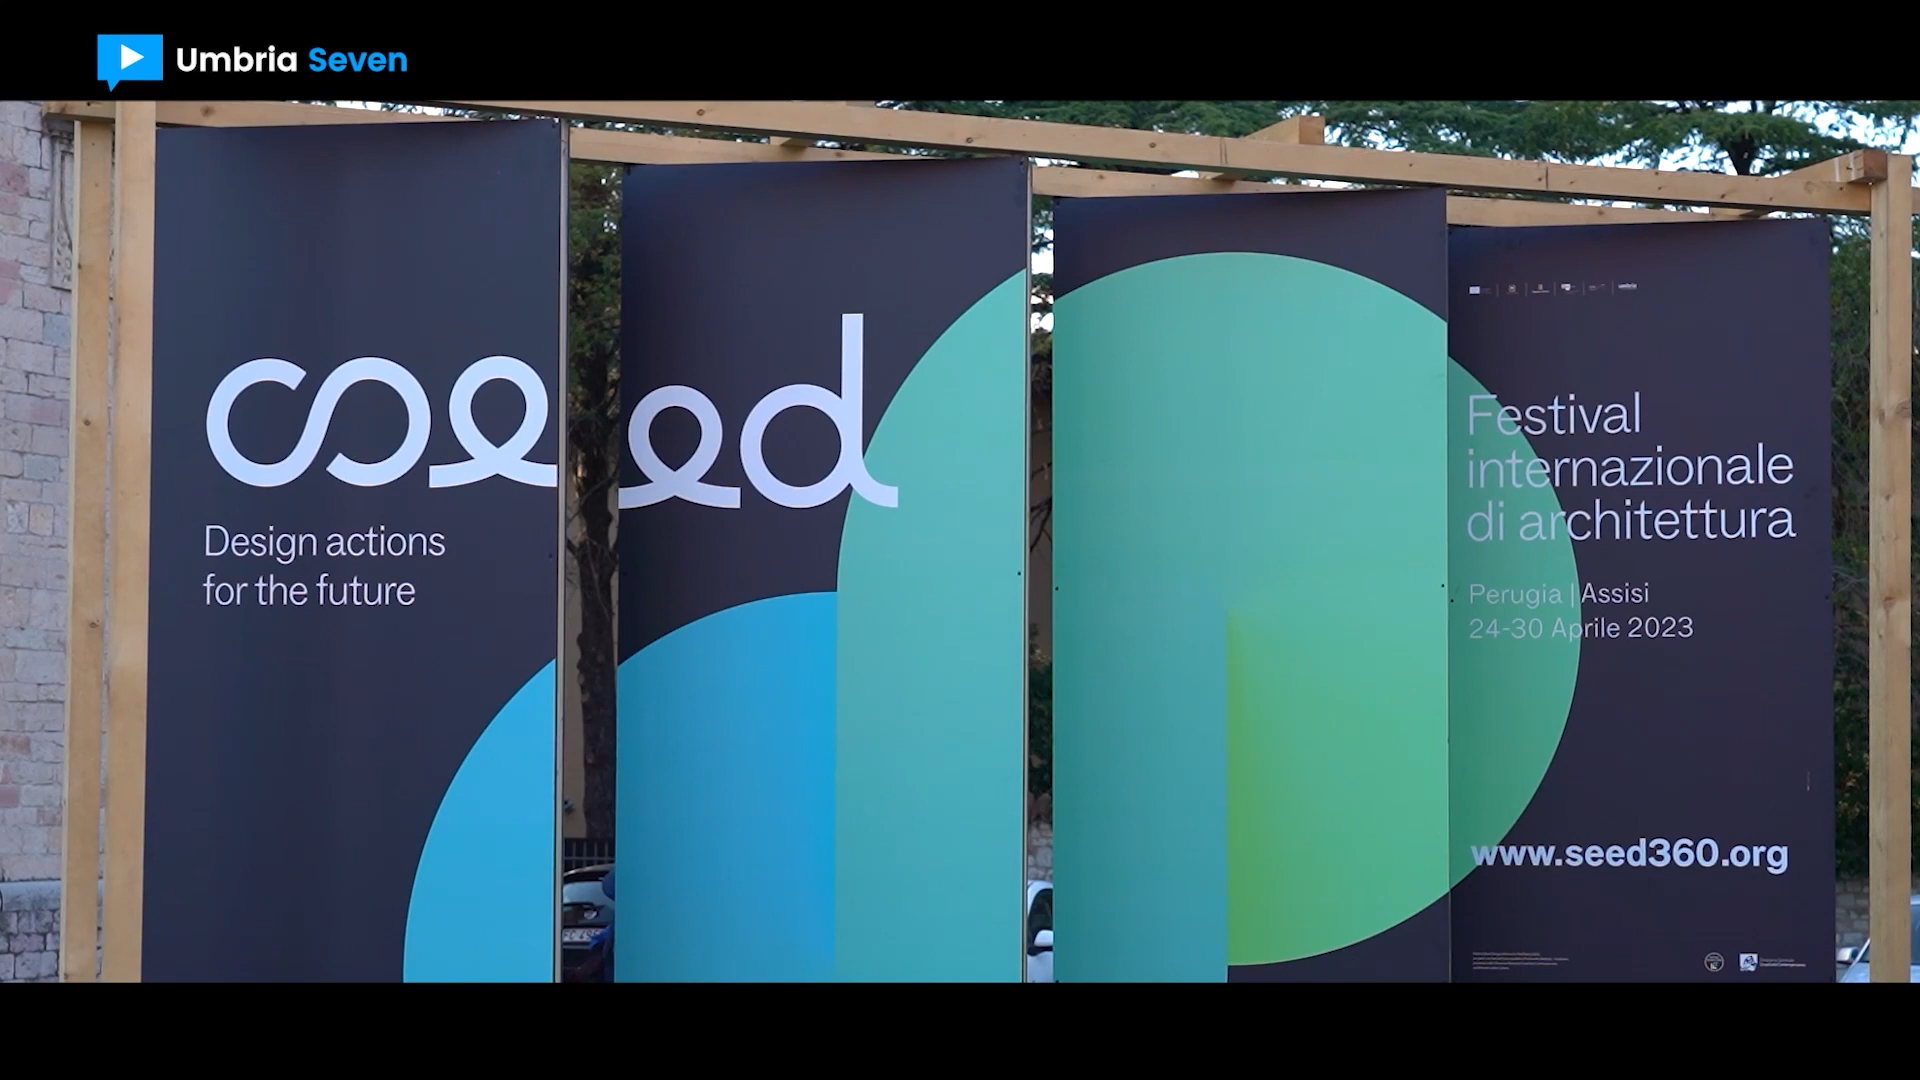 Umbria Seven
seed
Design actions
for the future
umbria
Festival
internazionale
di architettura
Perugia | Assisi
24-30 Aprile 2023
www.seed360.org